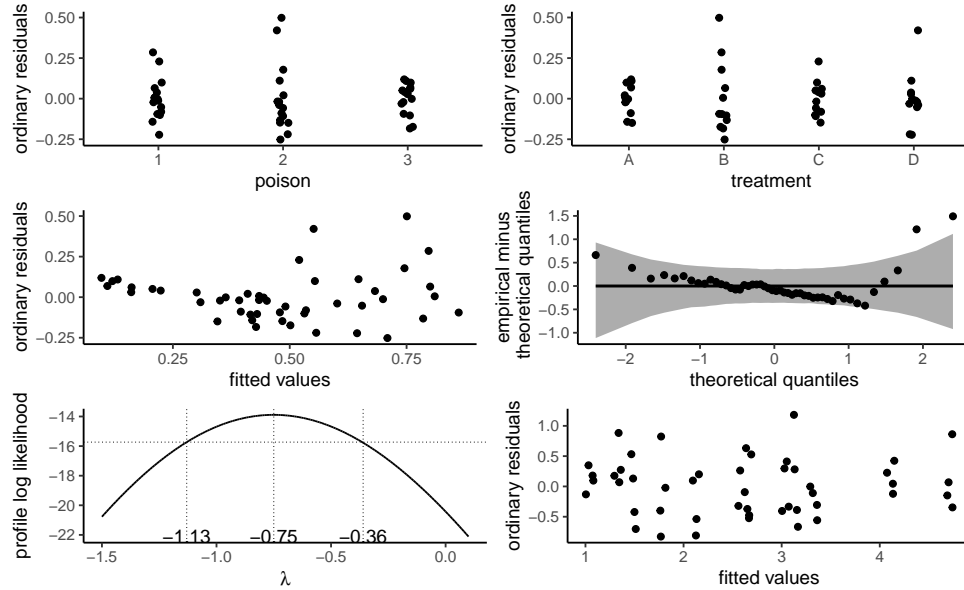 ordinary residuals
0.50
0.25
0.00
−0.25
1 2 3
poison
ordinary residuals
0.50
0.25
0.00
−0.25
A B C D
treatment
ordinary residuals
0.50
0.25
0.00
−0.25
0.25 0.50 0.75
fitted values
empirical minus
theoretical quantiles
1.5
1.0
0.5
0.0
−0.5
−1.0
−2 −1 0 1 2
theoretical quantiles
profile log likelihood
−14
−16
−18
−20
−22
−1.13 −0.75 −0.36
−1.5 −1.0 −0.5 0.0
λ
ordinary residuals
1.0
0.5
0.0
−0.5
1 2 3 4
fitted values